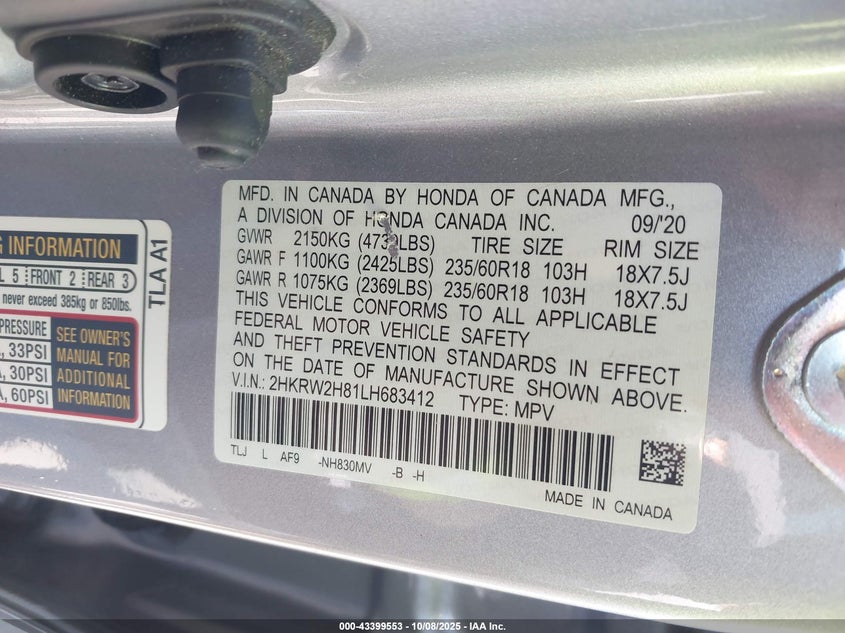 G INFORMATION
L 5 FRONT 2 REAR 3
never exceed 385kg or 850lbs.
PRESSURE
, 33PSI
A, 30PSI
A, 60PSI
SEE OWNER'S
MANUAL FOR
ADDITIONAL
INFORMATION
TLA A1
MFD. IN CANADA BY HONDA OF CANADA MFG.,
A DIVISION OF HONDA CANADA INC. 09/'20
GVWR 2150KG (4739LBS) TIRE SIZE RIM SIZE
GAWR F 1100KG (2425LBS) 235/60R18 103H 18X7.5J
GAWR R 1075KG (2369LBS) 235/60R18 103H 18X7.5J
THIS VEHICLE CONFORMS TO ALL APPLICABLE
FEDERAL MOTOR VEHICLE SAFETY
AND THEFT PREVENTION STANDARDS IN EFFECT
ON THE DATE OF MANUFACTURE SHOWN ABOVE.
V.I.N.: 2HKRW2H81LH683412 TYPE: MPV
TLJ L AF9 -NH830MV -B -H
MADE IN CANADA
000-43399553 - 10/08/2025 - IAA Inc.